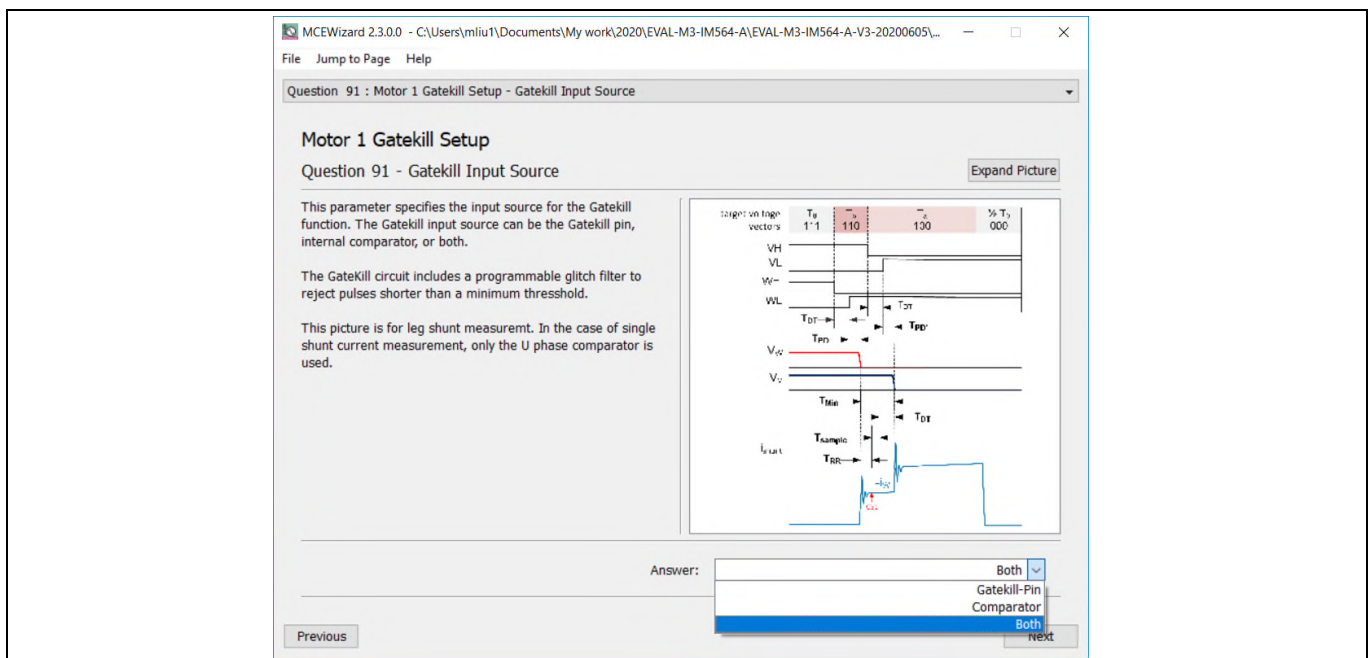 MCEWizard 2.3.0.0 - C:\Users\mliu1\Documents\My work\2020\EVAL-M3-IM564-A\EVAL-M3-IM564-A-V3-20200605\...
File Jump to Page Help
Question 91 : Motor 1 Gatekill Setup - Gatekill Input Source
Motor 1 Gatekill Setup
Question 91 - Gatekill Input Source
Expand Picture
This parameter specifies the input source for the Gatekill
function. The Gatekill input source can be the Gatekill pin,
internal comparator, or both.
The GateKill circuit includes a programmable glitch filter to
reject pulses shorter than a minimum thresshold.
This picture is for leg shunt measuremt. In the case of single
shunt current measurement, only the U phase comparator is
used.
vectors
110
000
VH
VL
WL
TDT
TDT
TPD'
TPD
TMin
TDT
Tsample
TRR
Answer:
Both
Gatekill-Pin
Comparator
Both
Previous
Next